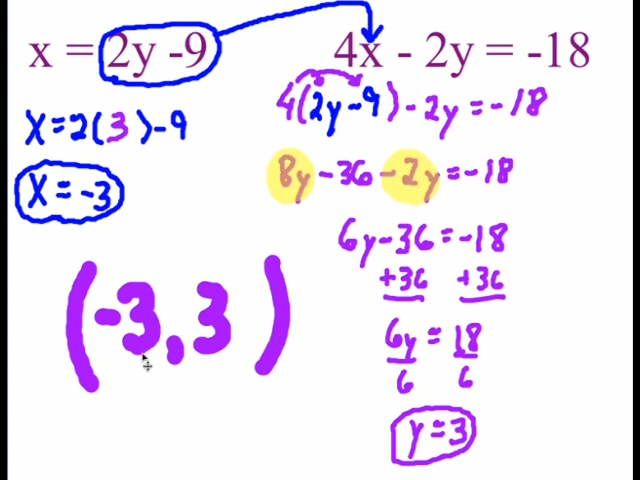 x = 2y -9
4x - 2y = -18
x = 2(3) -9
x = -3
(-3, 3)
4(2y -9) - 2y = -18
8y - 36 - 2y = -18
6y - 36 = -18
+36 +36
6y = 18
6 6
y = 3